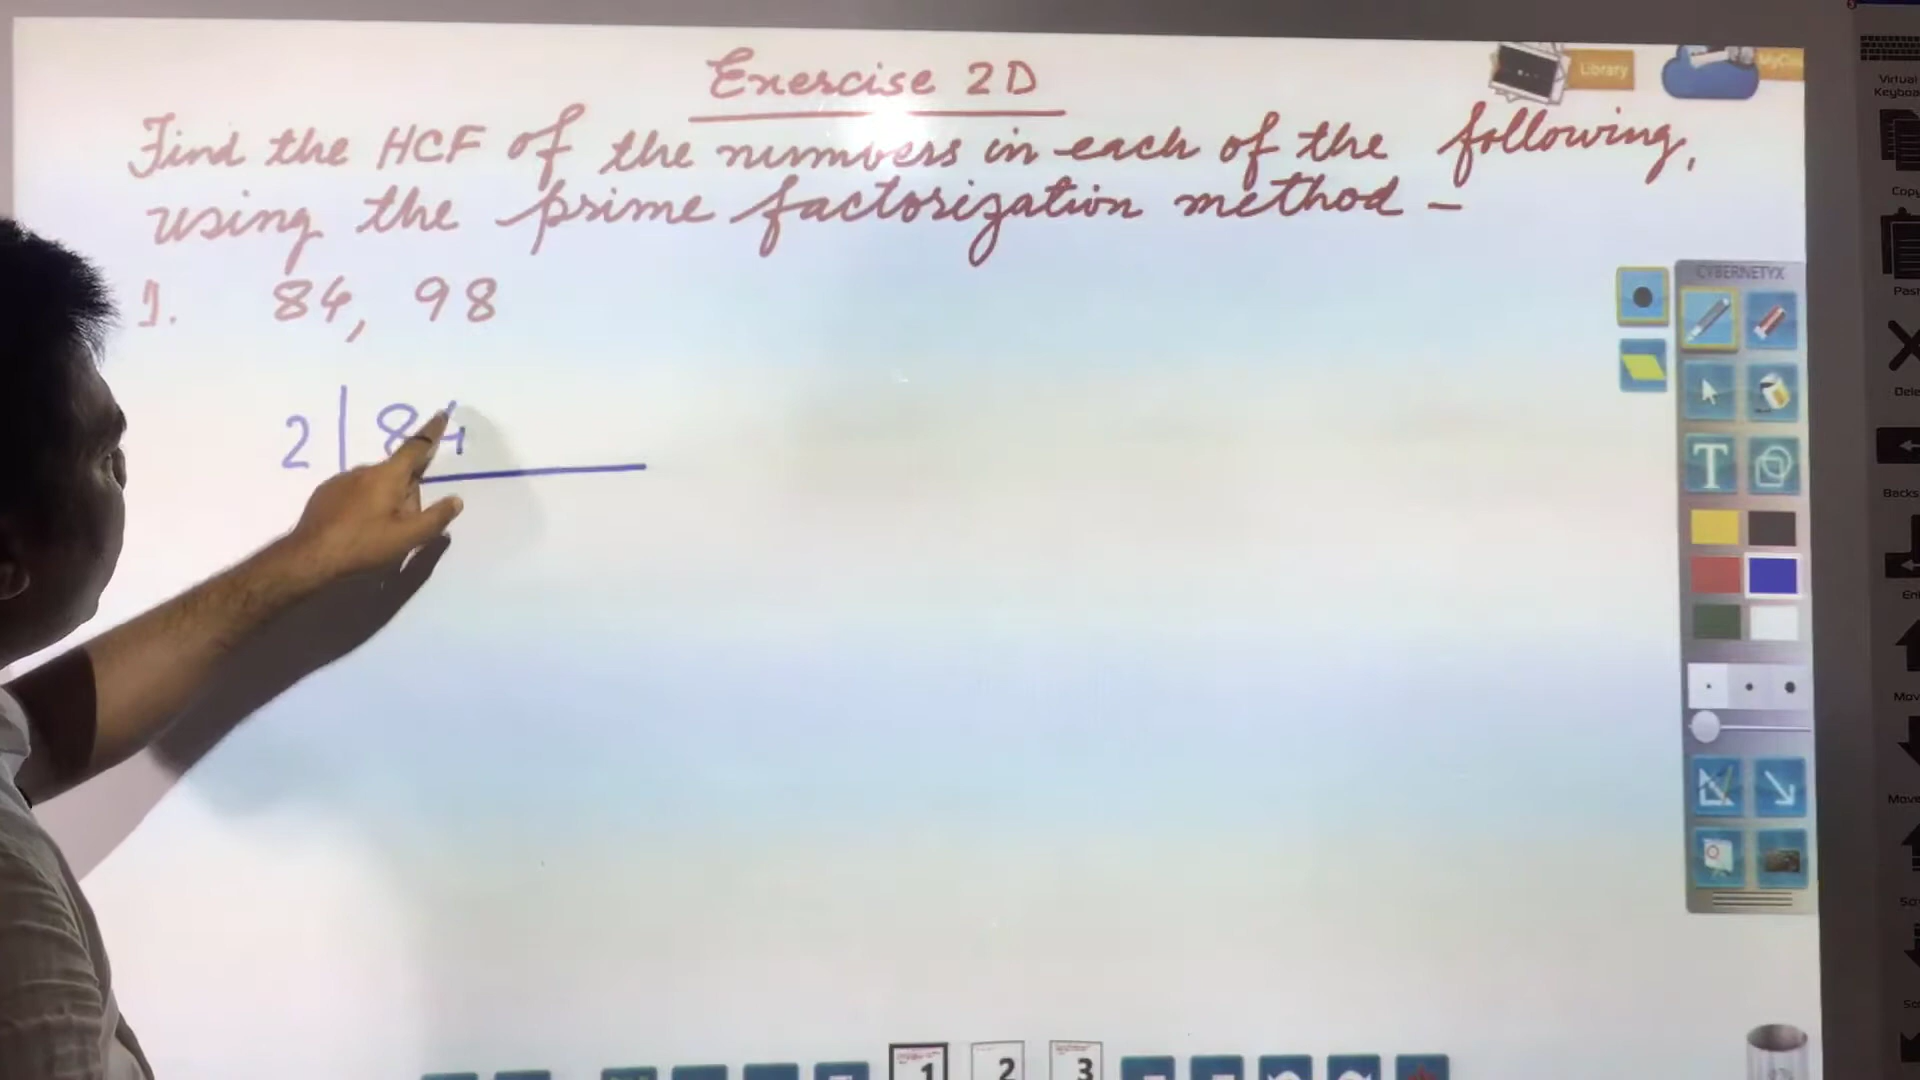 Exercise 2D
Find the HCF of the numbers in each of the following,
using the prime factorization method –
1. 84, 98
2 | 84
Library
CYBERNETYX
T
1 2 3
Virtual